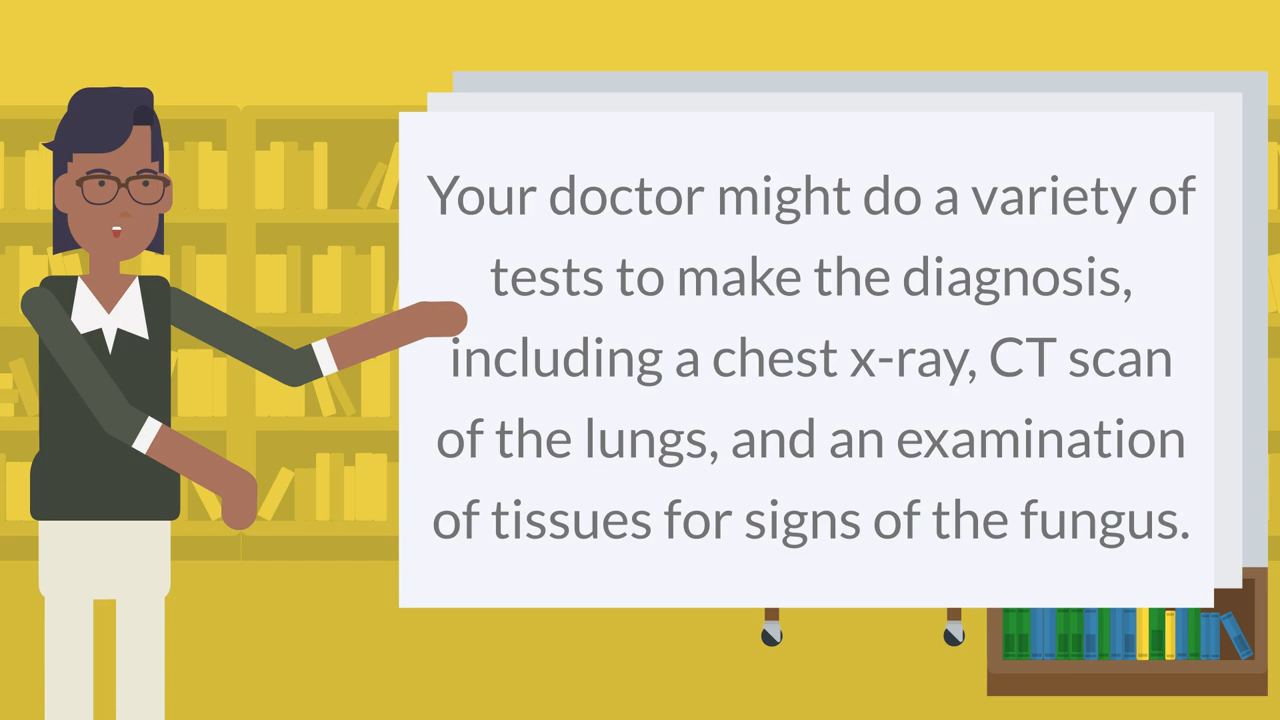 Your doctor might do a variety of
tests to make the diagnosis,
including a chest x-ray, CT scan
of the lungs, and an examination
of tissues for signs of the fungus.